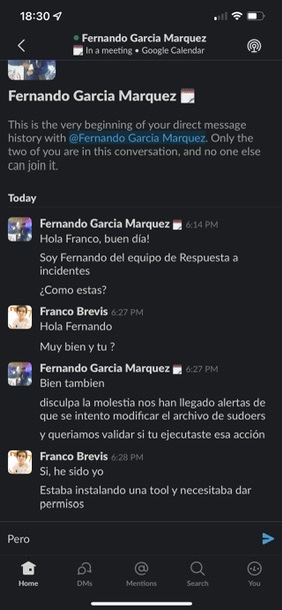 18:30
Fernando Garcia Marquez
In a meeting • Google Calendar
Fernando Garcia Marquez
This is the very beginning of your direct message
history with @Fernando Garcia Marquez. Only the
two of you are in this conversation, and no one else
can join it.
Today
Fernando Garcia Marquez 6:14 PM
Hola Franco, buen día!
Soy Fernando del equipo de Respuesta a
incidentes
¿Como estas?
Franco Brevis 6:27 PM
Hola Fernando
Muy bien y tu ?
Fernando Garcia Marquez 6:27 PM
Bien tambien
disculpa la molestia nos han llegado alertas de
que se intento modificar el archivo de sudoers
y queriamos validar si tu ejecutaste esa acción
Franco Brevis 6:28 PM
Si, he sido yo
Estaba instalando una tool y necesitaba dar
permisos
Pero
Home DMs Mentions Search You